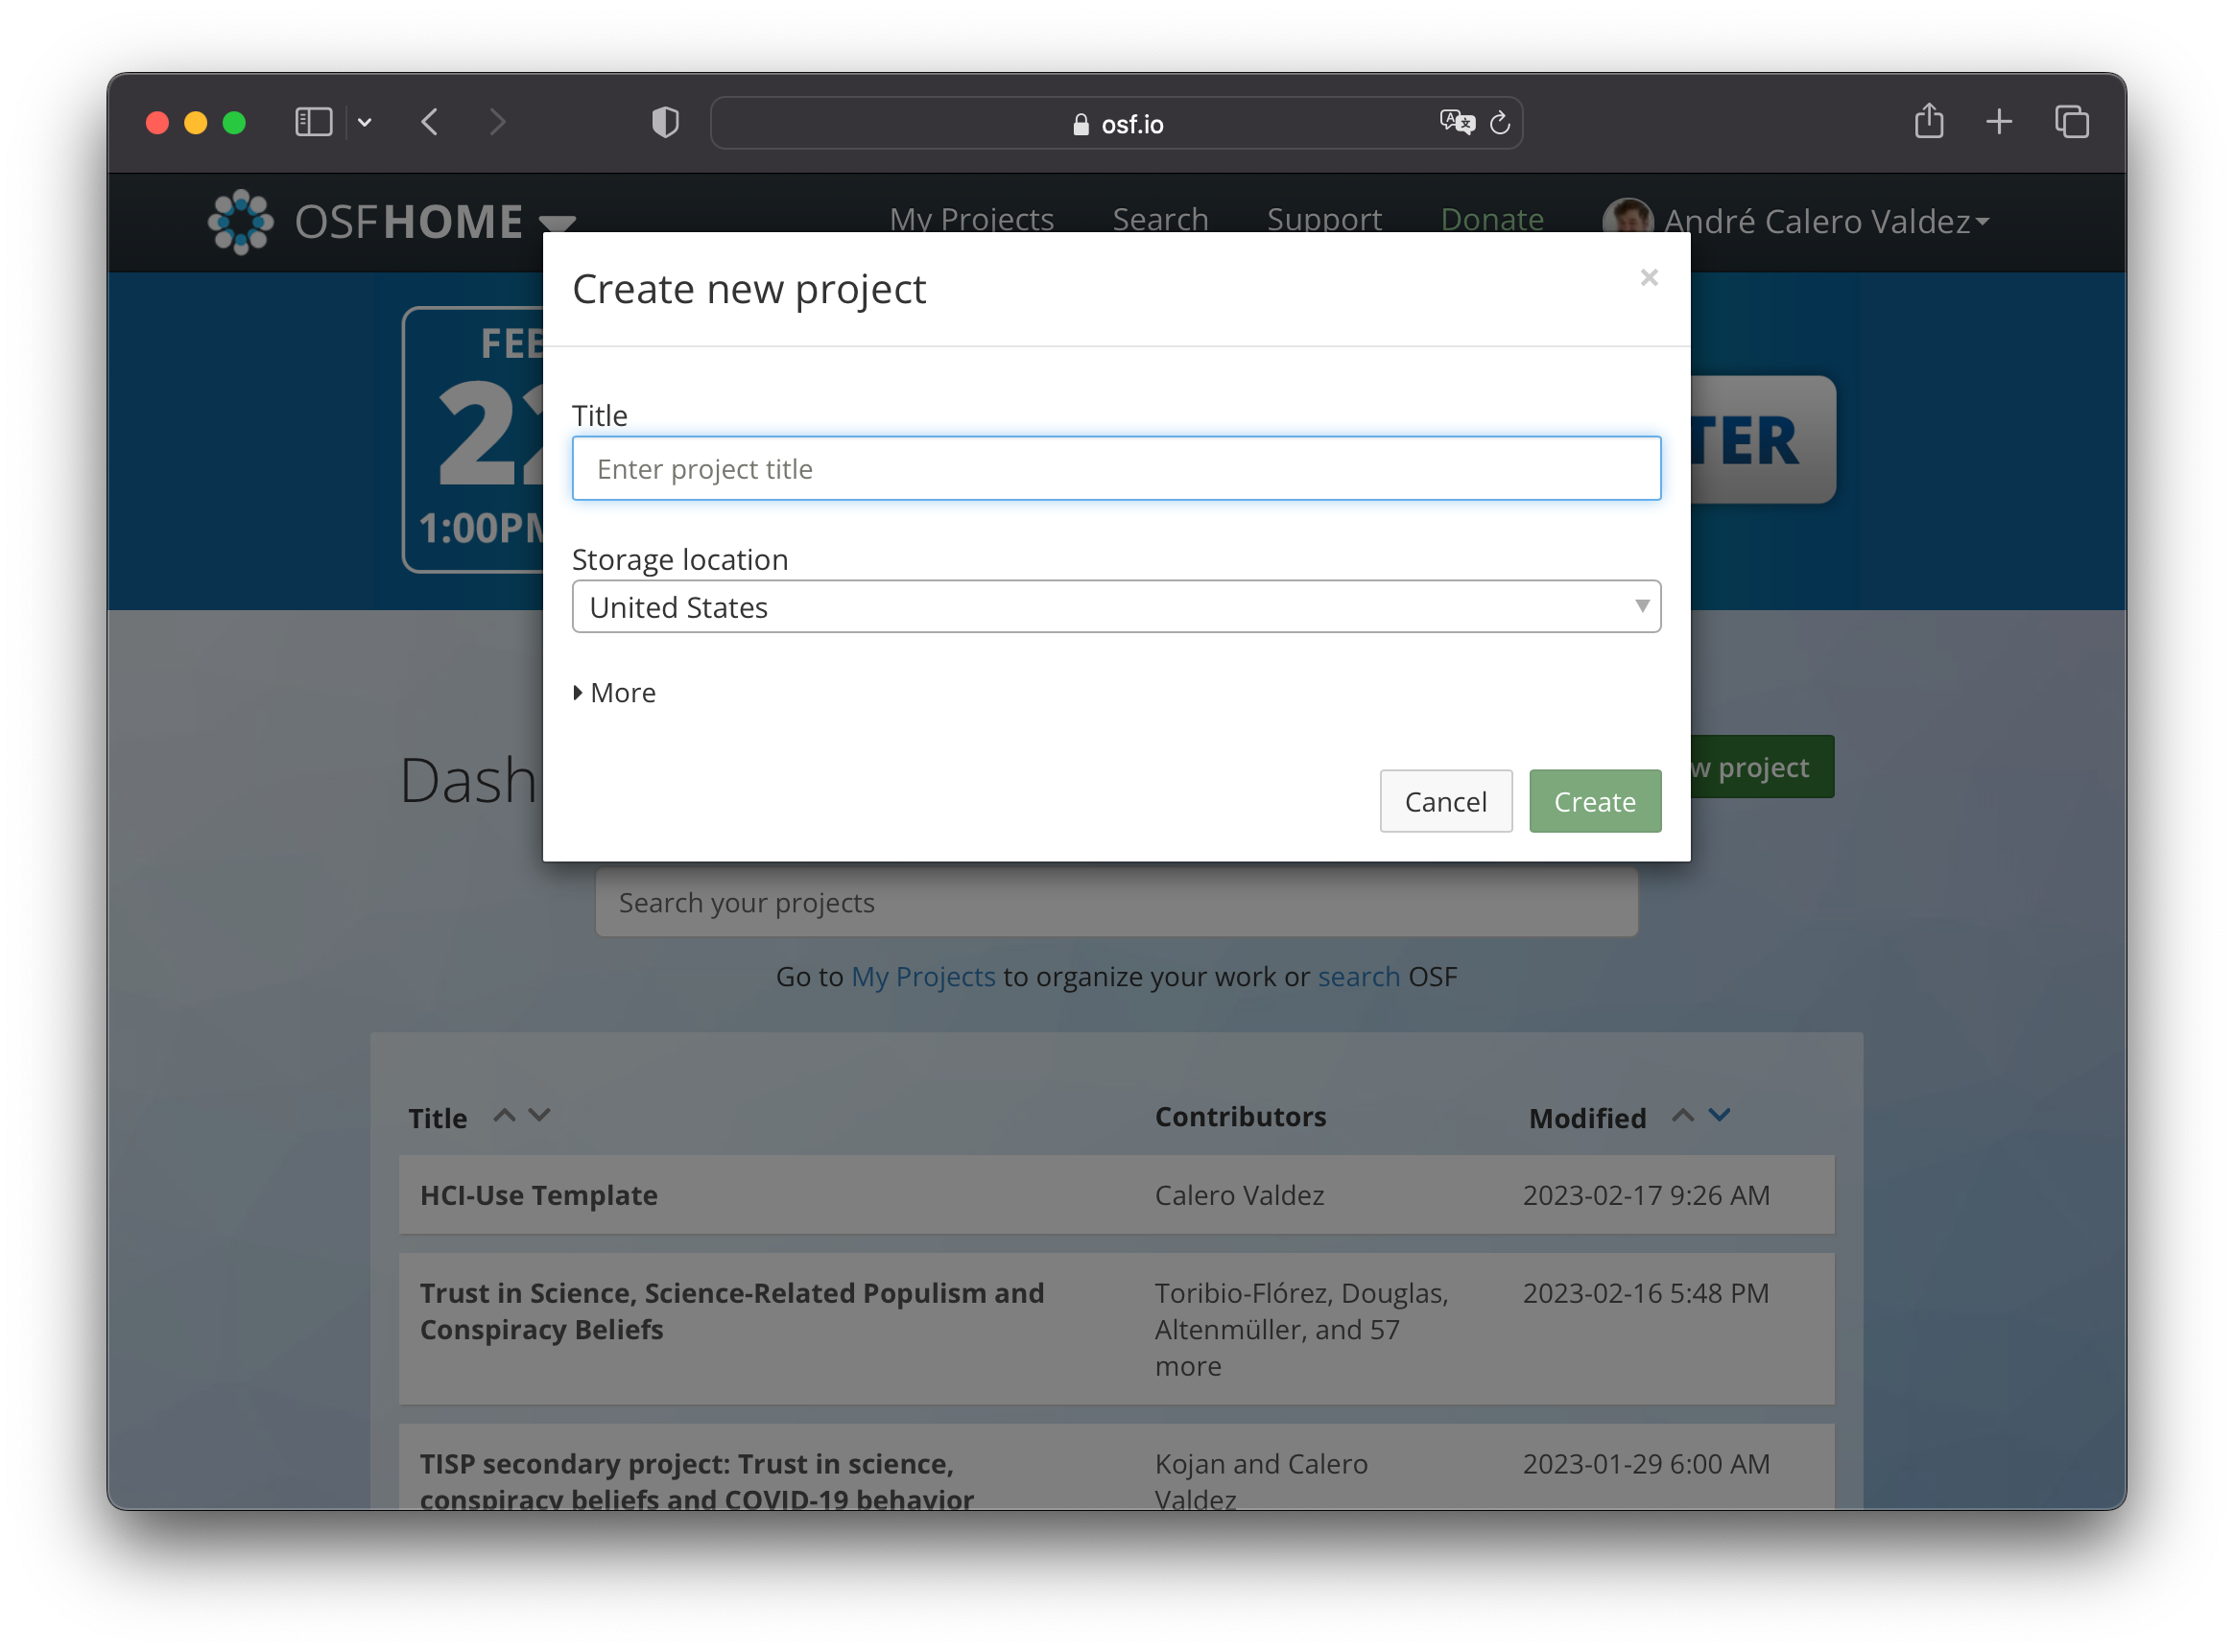 osf.io
OSFHOME
My Projects
Search
Support
Donate
André Calero Valdez
Create new project
×
Title
Enter project title
Storage location
United States
More
Cancel
Create
1:00PM
Search your projects
Go to My Projects to organize your work or search OSF
Title
Contributors
Modified
HCI-Use Template
Calero Valdez
2023-02-17 9:26 AM
Trust in Science, Science-Related Populism and
Conspiracy Beliefs
Toribio-Flórez, Douglas,
Altenmüller, and 57
more
2023-02-16 5:48 PM
TISP secondary project: Trust in science,
conspiracy beliefs and COVID-19 behavior
Kojan and Calero
Valdez
2023-01-29 6:00 AM
FEB
22
TER
Dash
w project